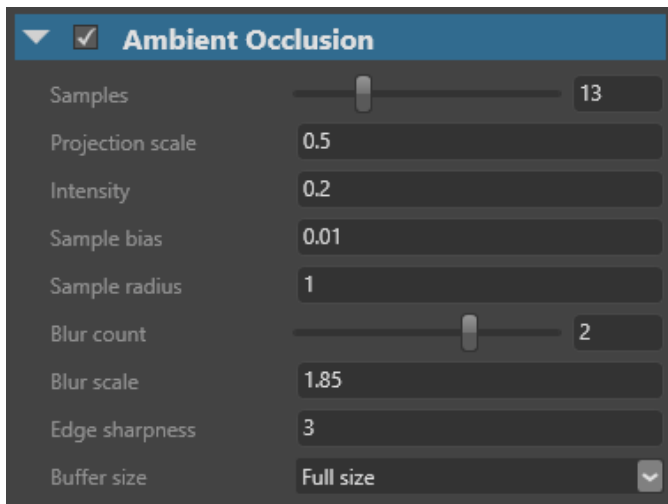 Ambient Occlusion
Samples 13
Projection scale 0.5
Intensity 0.2
Sample bias 0.01
Sample radius 1
Blur count 2
Blur scale 1.85
Edge sharpness 3
Buffer size Full size